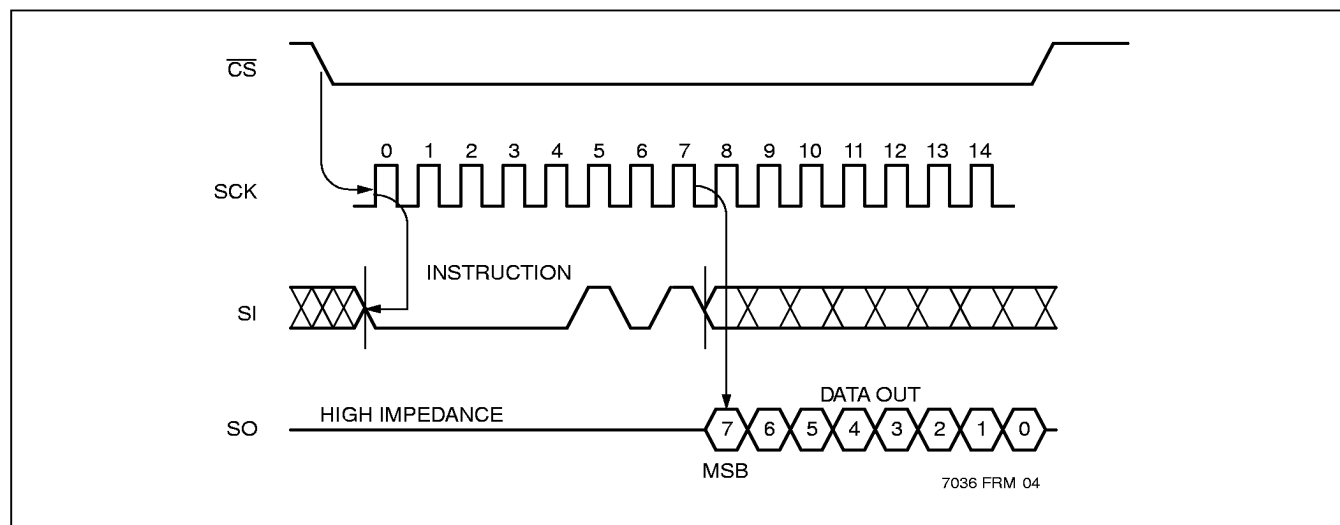 CS
0 1 2 3 4 5 6 7 8 9 10 11 12 13 14
SCK
INSTRUCTION
SI
DATA OUT
HIGH IMPEDANCE
SO
7 6 5 4 3 2 1 0
MSB
7036 FRM 04